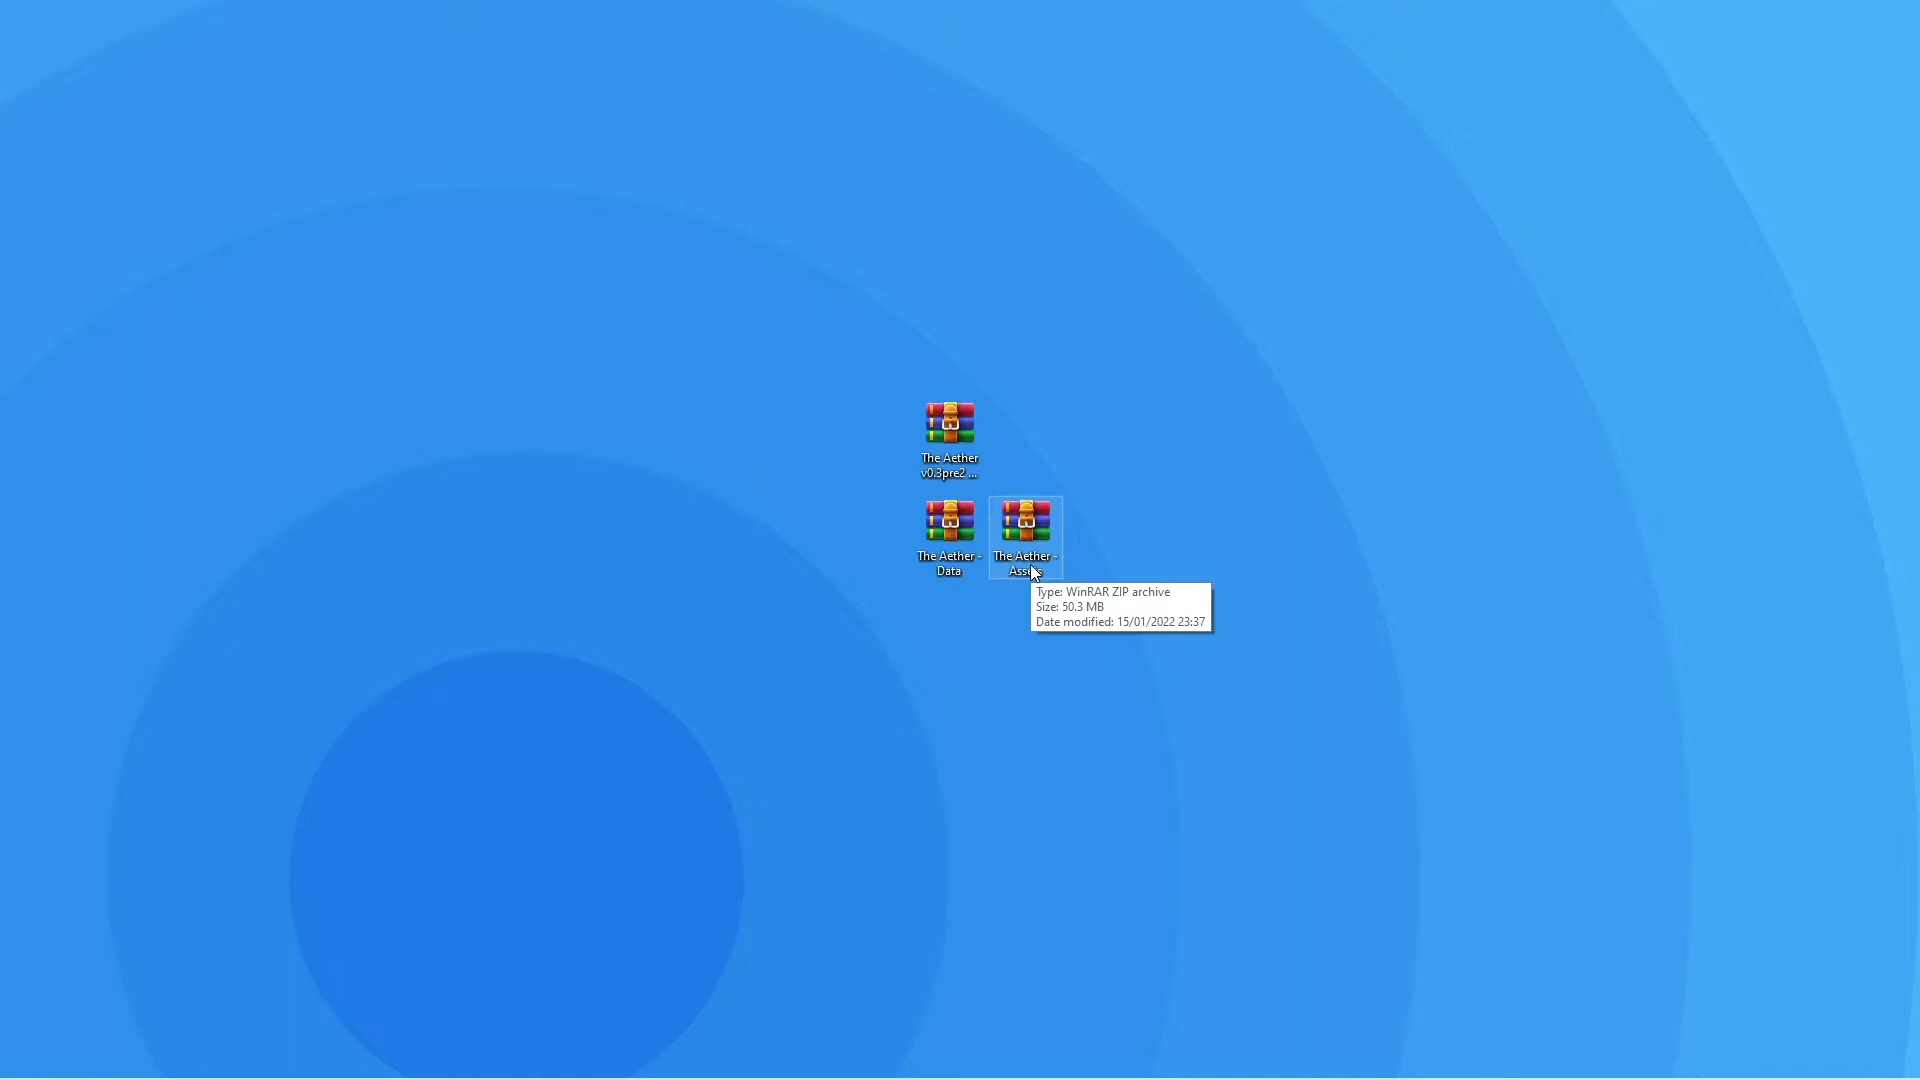 The Aether
v0.3pre2 ...
The Aether -
Data
The Aether -
Assets
Type: WinRAR ZIP archive
Size: 50.3 MB
Date modified: 15/01/2022 23:37